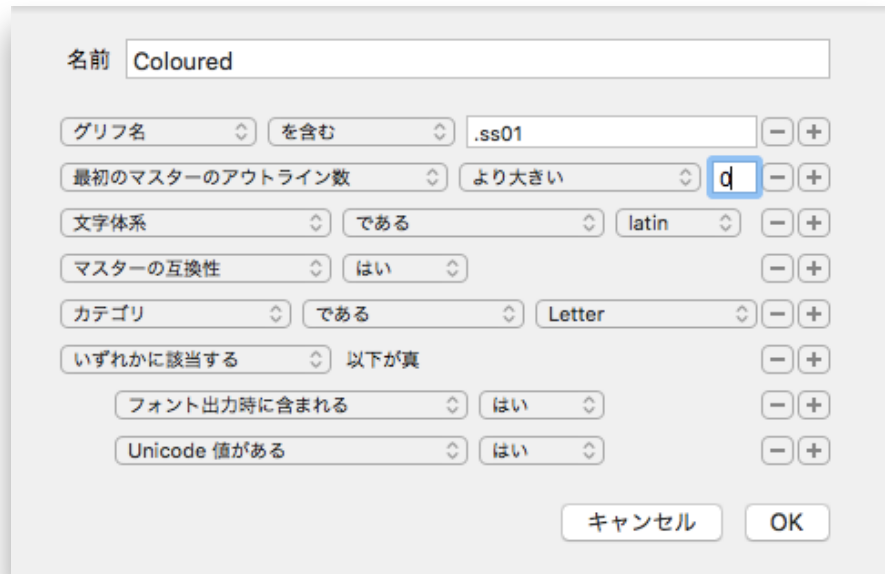 名前 Coloured
グリフ名 を含む .ss01
最初のマスターのアウトライン数 より大きい 0
文字体系 である latin
マスターの互換性 はい
カテゴリ である Letter
いずれかに該当する 以下が真
フォント出力時に含まれる はい
Unicode 値がある はい
キャンセル OK